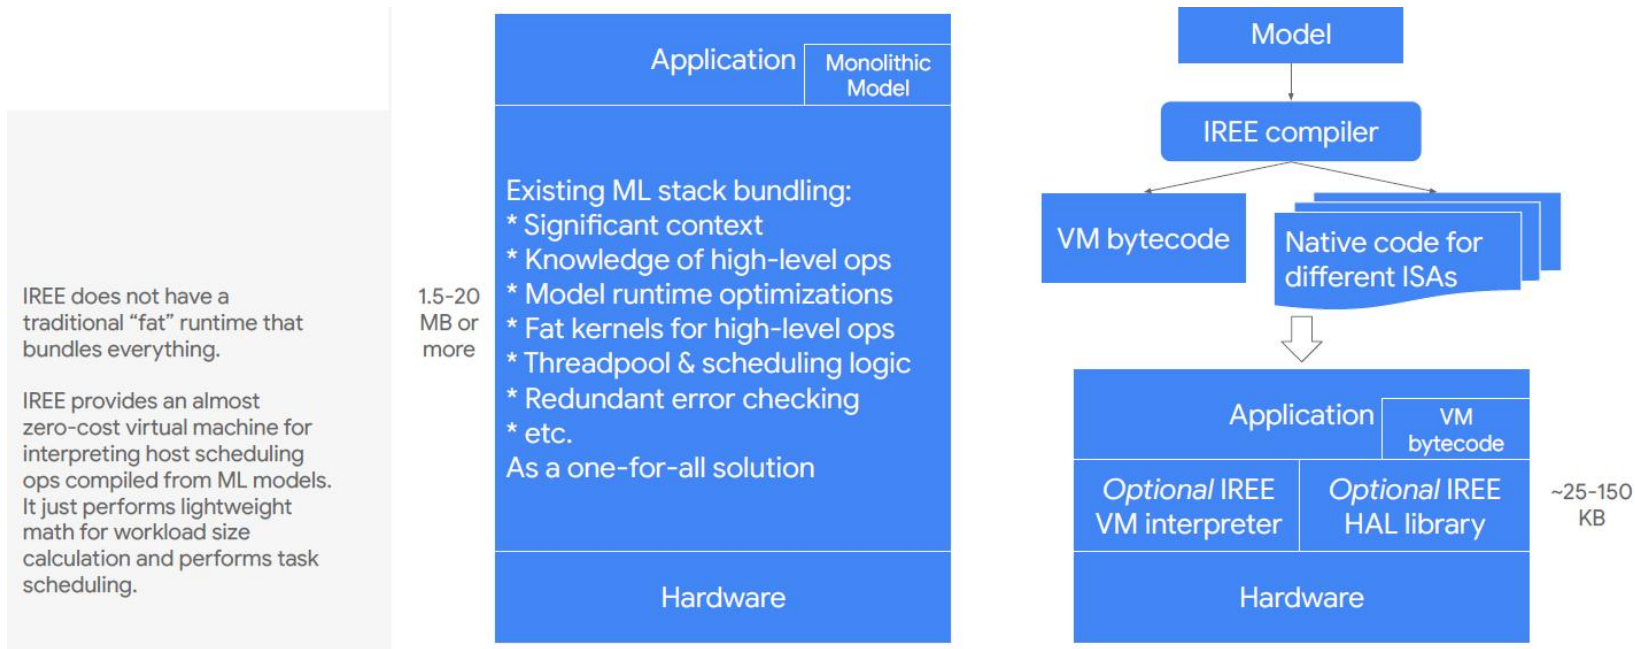 IREE does not have a
traditional “fat” runtime that
bundles everything.
IREE provides an almost
zero-cost virtual machine for
interpreting host scheduling
ops compiled from ML models.
It just performs lightweight
math for workload size
calculation and performs task
scheduling.
1.5-20
MB or
more
Application
Monolithic
Model
Existing ML stack bundling:
* Significant context
* Knowledge of high-level ops
* Model runtime optimizations
* Fat kernels for high-level ops
* Threadpool & scheduling logic
* Redundant error checking
* etc.
As a one-for-all solution
Hardware
Model
IREE compiler
VM bytecode
Native code for
different ISAs
Application
VM
bytecode
Optional IREE
VM interpreter
Optional IREE
HAL library
~25-150
KB
Hardware